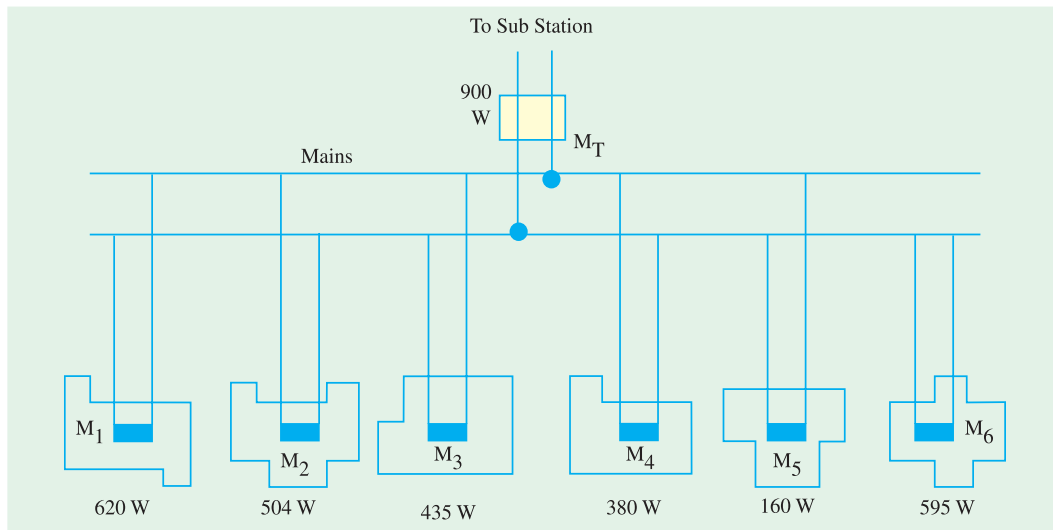 To Sub Station
900
W
M_T
Mains
M_1
M_2
M_3
M_4
M_5
M_6
620 W
504 W
435 W
380 W
160 W
595 W